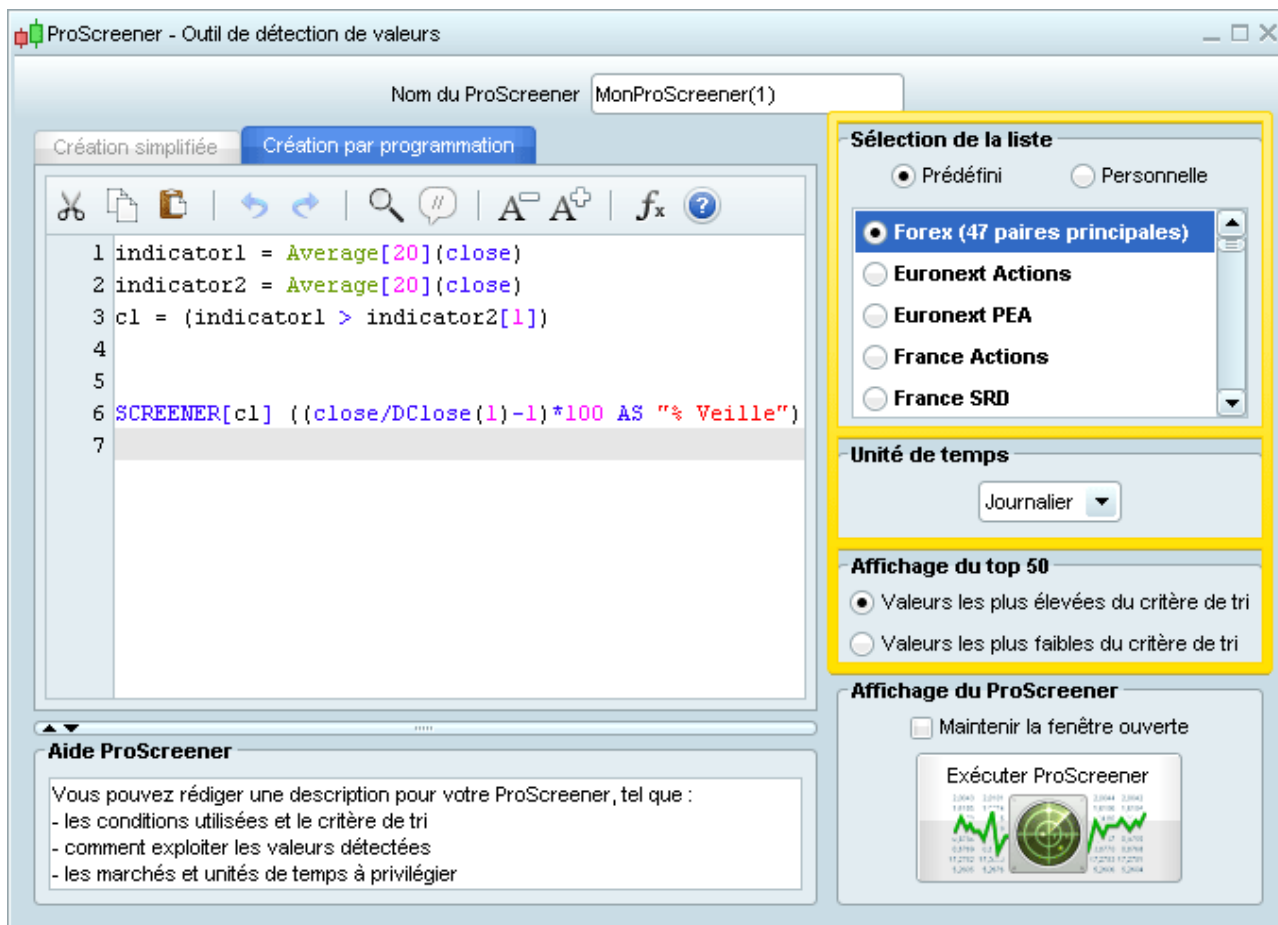 ProScreener - Outil de détection de valeurs
Nom du ProScreener MonProScreener(1)
Création simplifiée Création par programmation
1 indicator1 = Average[20](close)
2 indicator2 = Average[20](close)
3 c1 = (indicator1 > indicator2[1])
4
5
6 SCREENER[c1] ((close/DClose(1)-1)*100 AS "% Veille")
7
Aide ProScreener
Vous pouvez rédiger une description pour votre ProScreener, tel que :
- les conditions utilisées et le critère de tri
- comment exploiter les valeurs détectées
- les marchés et unités de temps à privilégier
Sélection de la liste
Prédéfini Personnelle
Forex (47 paires principales)
Euronext Actions
Euronext PEA
France Actions
France SRD
Unité de temps
Journalier
Affichage du top 50
Valeurs les plus élevées du critère de tri
Valeurs les plus faibles du critère de tri
Affichage du ProScreener
Maintenir la fenêtre ouverte
Exécuter ProScreener